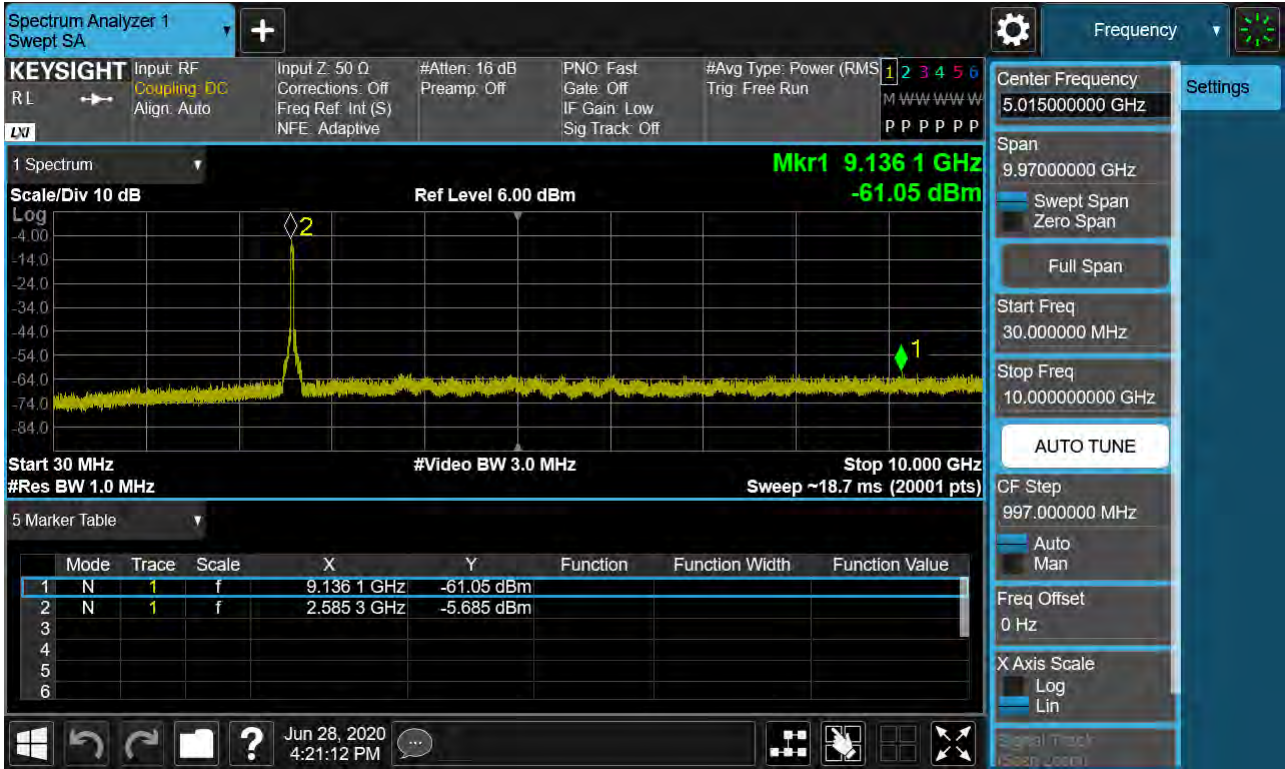 Spectrum Analyzer 1
Swept SA
+
Frequency
KEYSIGHT
RL
LXI
Input: RF
Coupling: DC
Align: Auto
Input Z: 50 Ω
Corrections: Off
Freq Ref: Int (S)
NFE: Adaptive
#Atten: 16 dB
Preamp: Off
PNO: Fast
Gate: Off
IF Gain: Low
Sig Track: Off
#Avg Type: Power (RMS
Trig: Free Run
1 2 3 4 5 6
M W W W W W
P P P P P P
1 Spectrum
Scale/Div 10 dB
Ref Level 6.00 dBm
Mkr1 9.136 1 GHz
-61.05 dBm
Log
-4.00
-14.0
-24.0
-34.0
-44.0
-54.0
-64.0
-74.0
-84.0
2
1
Start 30 MHz
#Video BW 3.0 MHz
Stop 10.000 GHz
#Res BW 1.0 MHz
Sweep ~18.7 ms (20001 pts)
5 Marker Table
Mode Trace Scale X Y Function Function Width Function Value
1 N 1 f 9.136 1 GHz -61.05 dBm
2 N 1 f 2.585 3 GHz -5.685 dBm
3
4
5
6
?
Jun 28, 2020
4:21:12 PM
Center Frequency
5.015000000 GHz
Settings
Span
9.97000000 GHz
Swept Span
Zero Span
Full Span
Start Freq
30.000000 MHz
Stop Freq
10.000000000 GHz
AUTO TUNE
CF Step
997.000000 MHz
Auto
Man
Freq Offset
0 Hz
X Axis Scale
Log
Lin
Signal Track
(Span Zoom)